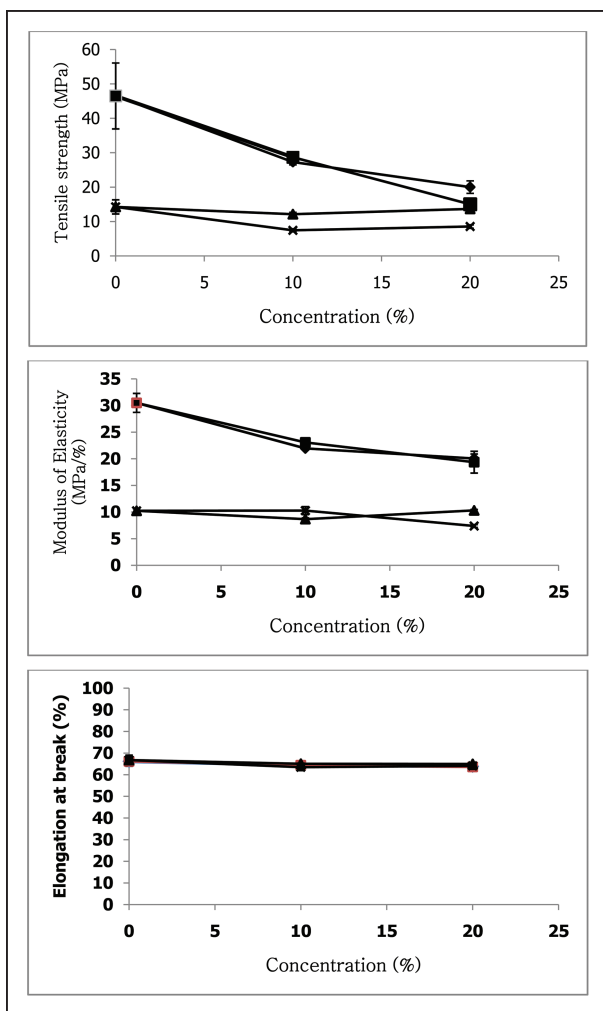 60
50
40
30
20
10
0
Tensile strength (MPa)
0 5 10 15 20 25
Concentration (%)
35
30
25
20
15
10
5
0
Modulus of Elasticity
(MPa/%)
0 5 10 15 20 25
Concentration (%)
100
90
80
70
60
50
40
30
20
10
0
Elongation at break (%)
0 5 10 15 20 25
Concentration (%)